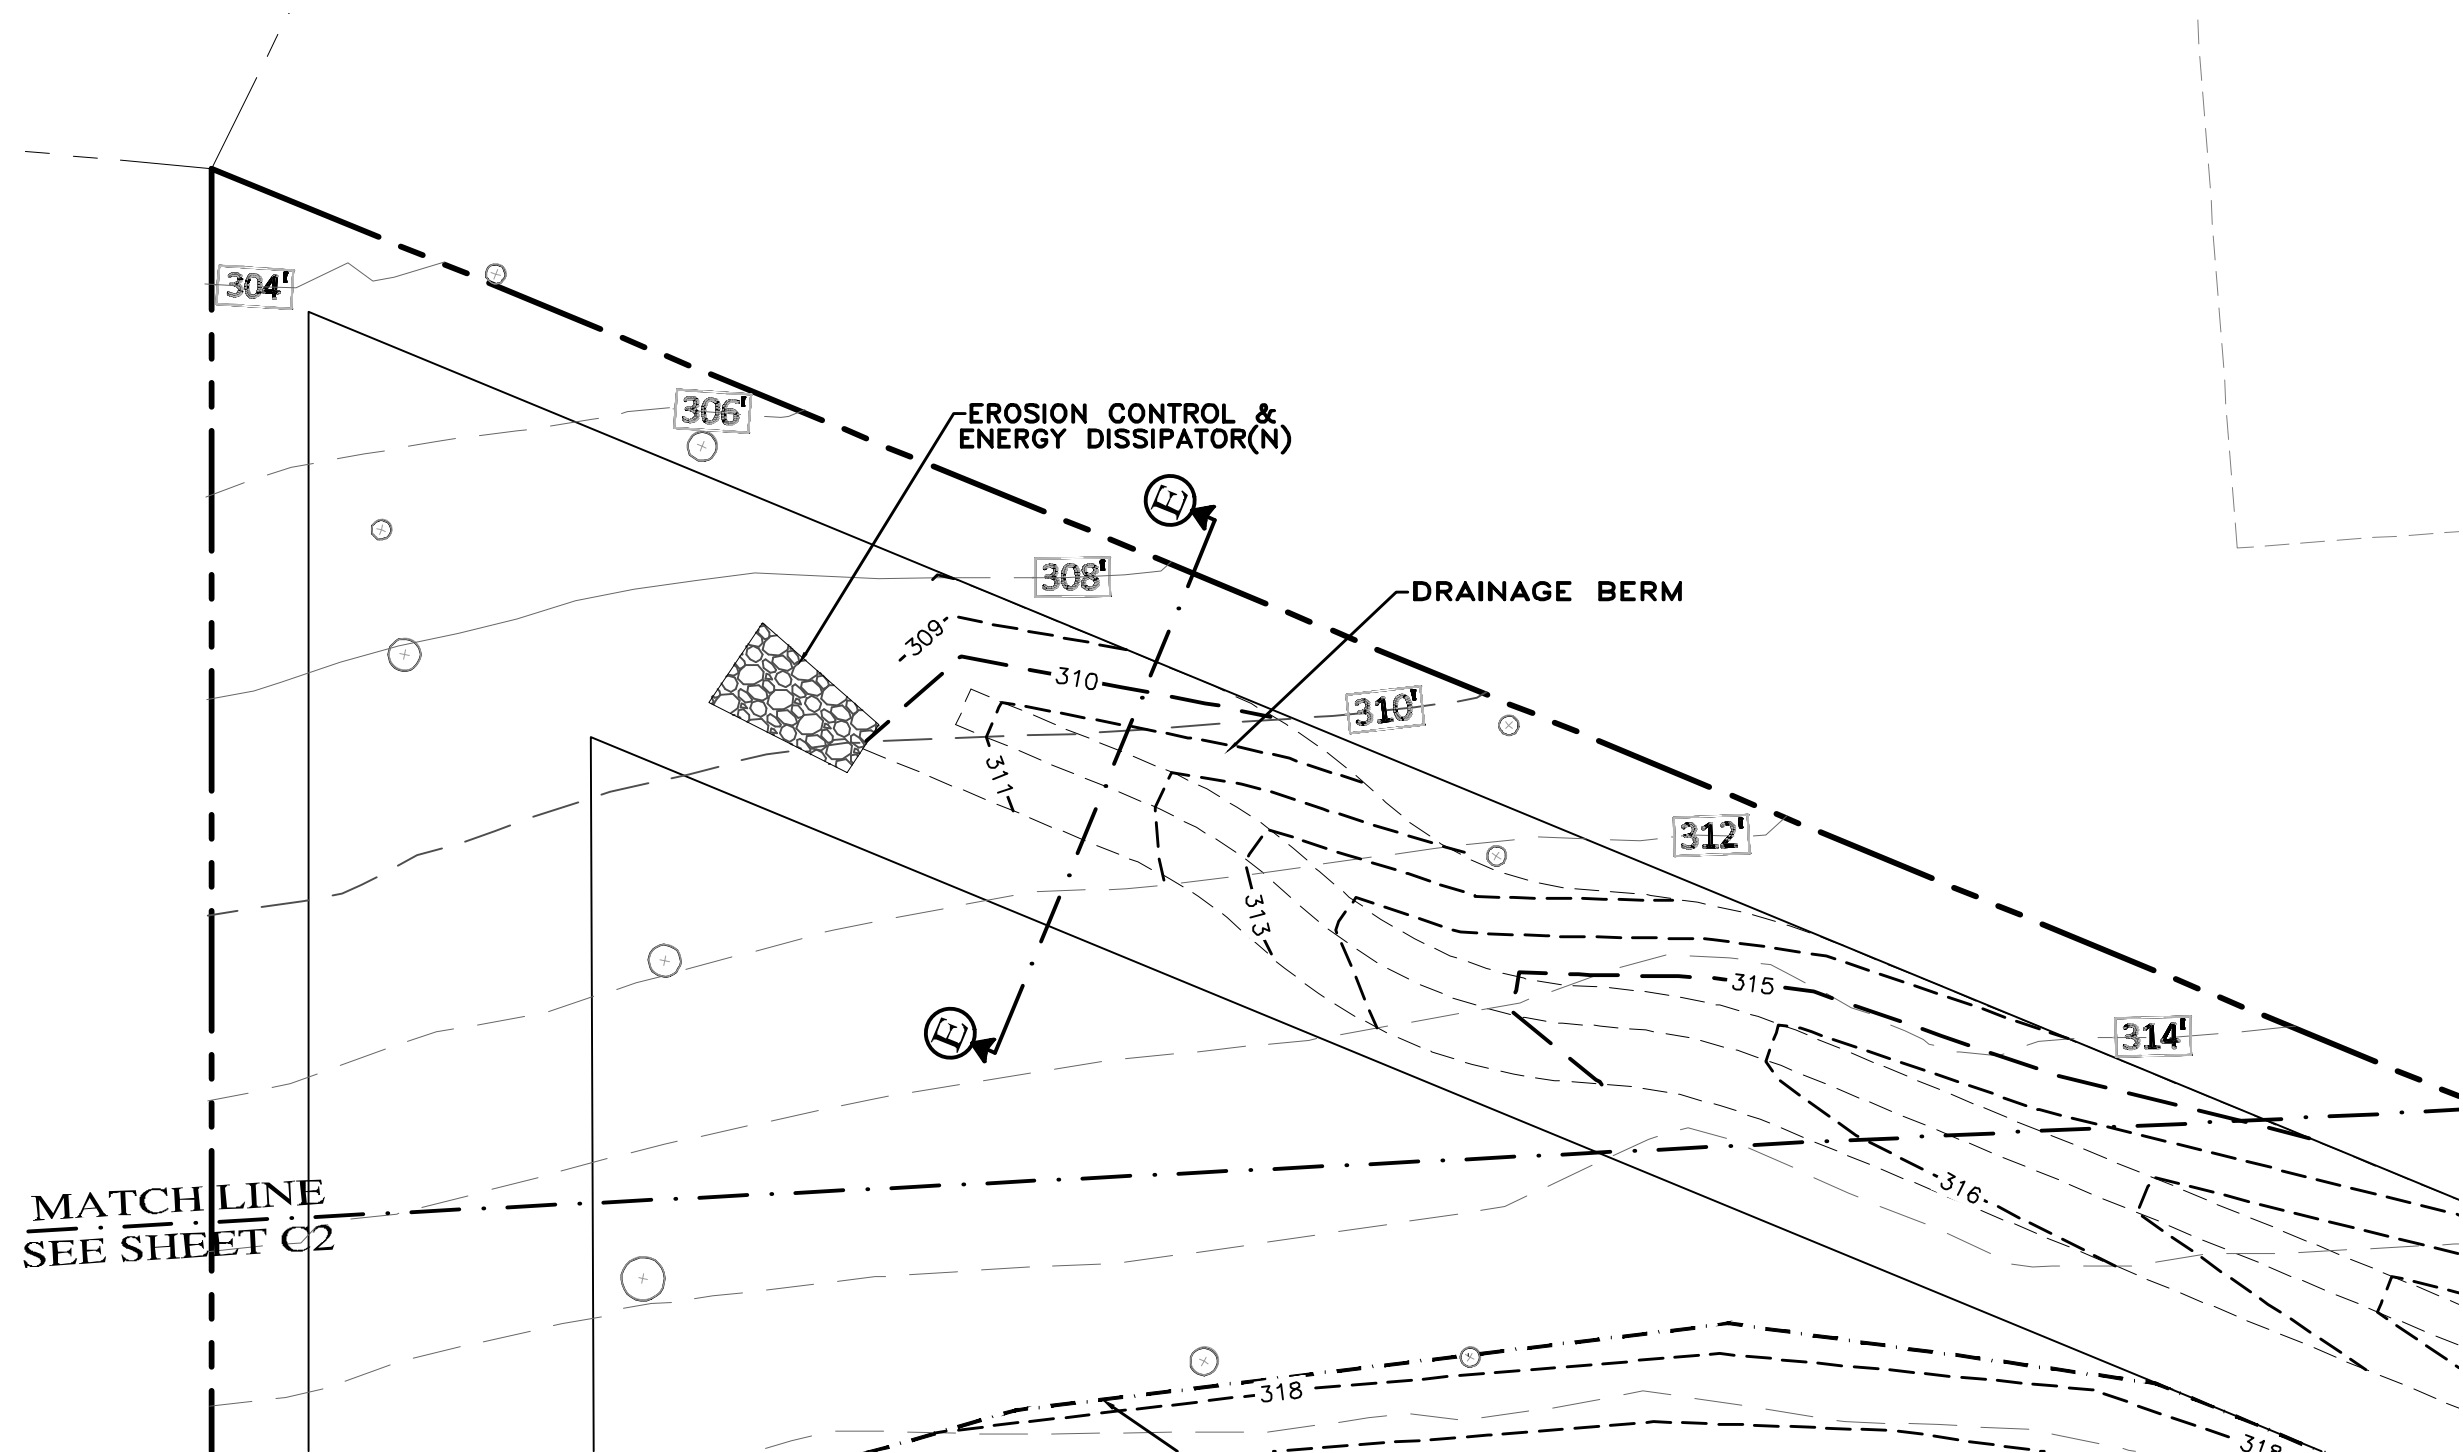 304'
306'
EROSION CONTROL &
ENERGY DISSIPATOR(N)
E
308'
DRAINAGE BERM
309
310
310'
311
312'
313
315
314'
E
316
MATCH LINE
SEE SHEET C2
318
318